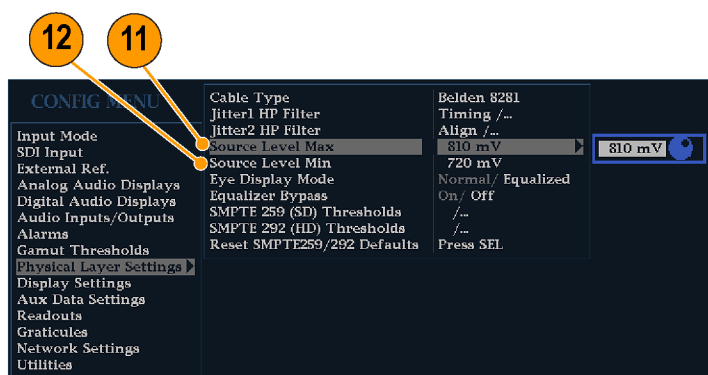 12
11
CONFIG MENU
Input Mode
SDI Input
External Ref.
Analog Audio Displays
Digital Audio Displays
Audio Inputs/Outputs
Alarms
Gamut Thresholds
Physical Layer Settings
Display Settings
Aux Data Settings
Readouts
Graticules
Network Settings
Utilities
Cable Type Belden 8281
Jitter1 HP Filter Timing /...
Jitter2 HP Filter Align /...
Source Level Max 810 mV
Source Level Min 720 mV
Eye Display Mode Normal/ Equalized
Equalizer Bypass On/ Off
SMPTE 259 (SD) Thresholds /...
SMPTE 292 (HD) Thresholds /...
Reset SMPTE259/292 Defaults Press SEL
810 mV